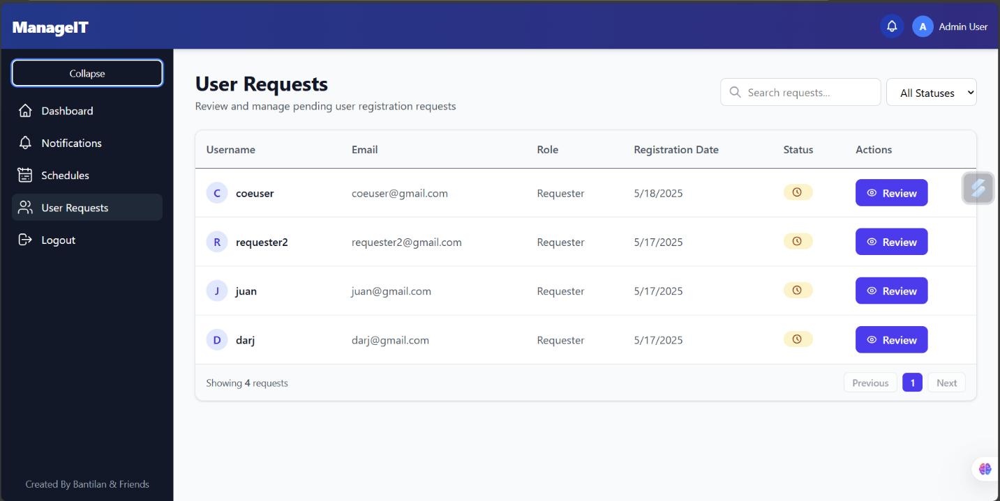 ManageIT
A Admin User
Collapse
Dashboard
Notifications
Schedules
User Requests
Logout
Created By Bantilan & Friends
User Requests
Review and manage pending user registration requests
Search requests...
All Statuses
Username Email Role Registration Date Status Actions
C coeuser coeuser@gmail.com Requester 5/18/2025 Review
R requester2 requester2@gmail.com Requester 5/17/2025 Review
J juan juan@gmail.com Requester 5/17/2025 Review
D darj darj@gmail.com Requester 5/17/2025 Review
Showing 4 requests
Previous 1 Next